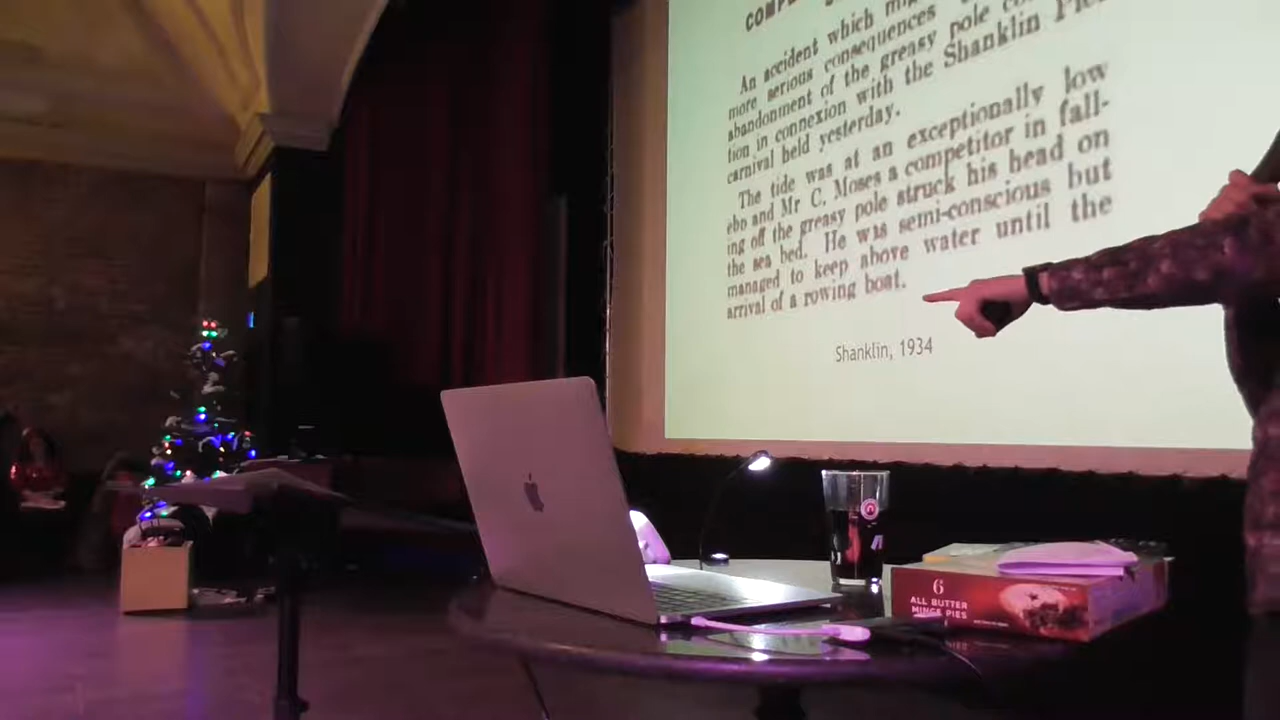 An accident which
more serious consequences
abandonment of the greasy pole
tion in connexion with the Shanklin
carnival held yesterday.
The tide was at an exceptionally low
ebb and Mr C. Moses a competitor in fall-
ing off the greasy pole struck his head on
the sea bed. He was semi-conscious but
managed to keep above water until the
arrival of a rowing boat.
Shanklin, 1934
6
ALL BUTTER
MINCE PIES